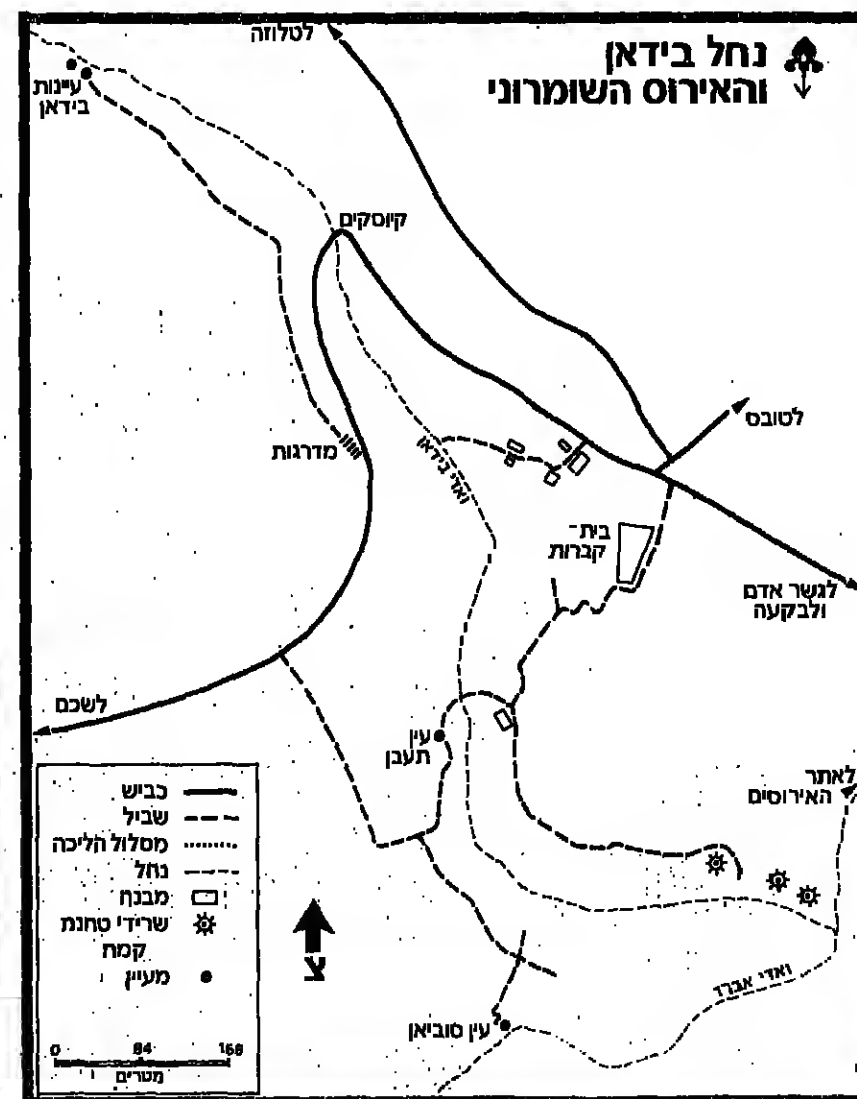 נחל בידאן
והאירוס השומרוני
לטלוזה
עיינות
בידאן
קיוסקים
לטובס
מדרגות
ואדי בידאן
בית-
קברות
לגשר אדם
ולבקעה
לשכם
עין
תעבן
לאתר
האירוסים
כביש
שביל
מסלול הליכה
נחל
מבנה
שרידי טחנת
קמח
מעיין
צ
ואדי אברד
עין סוביאן
0 84 168
מטרים